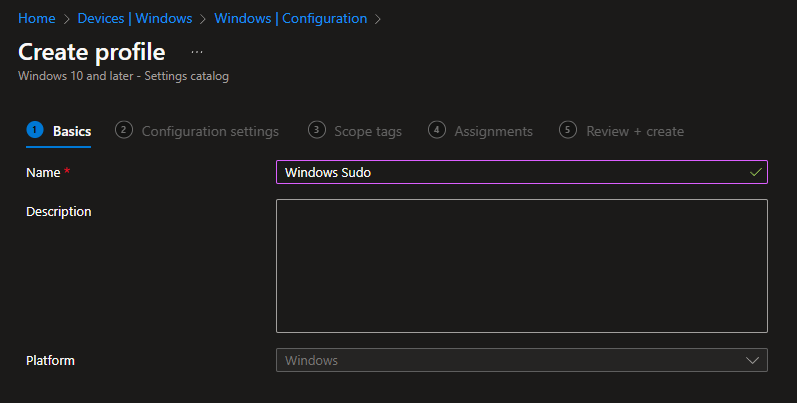 Home > Devices | Windows > Windows | Configuration >
Create profile ...
Windows 10 and later - Settings catalog
1 Basics 2 Configuration settings 3 Scope tags 4 Assignments 5 Review + create
Name * Windows Sudo
Description
Platform Windows